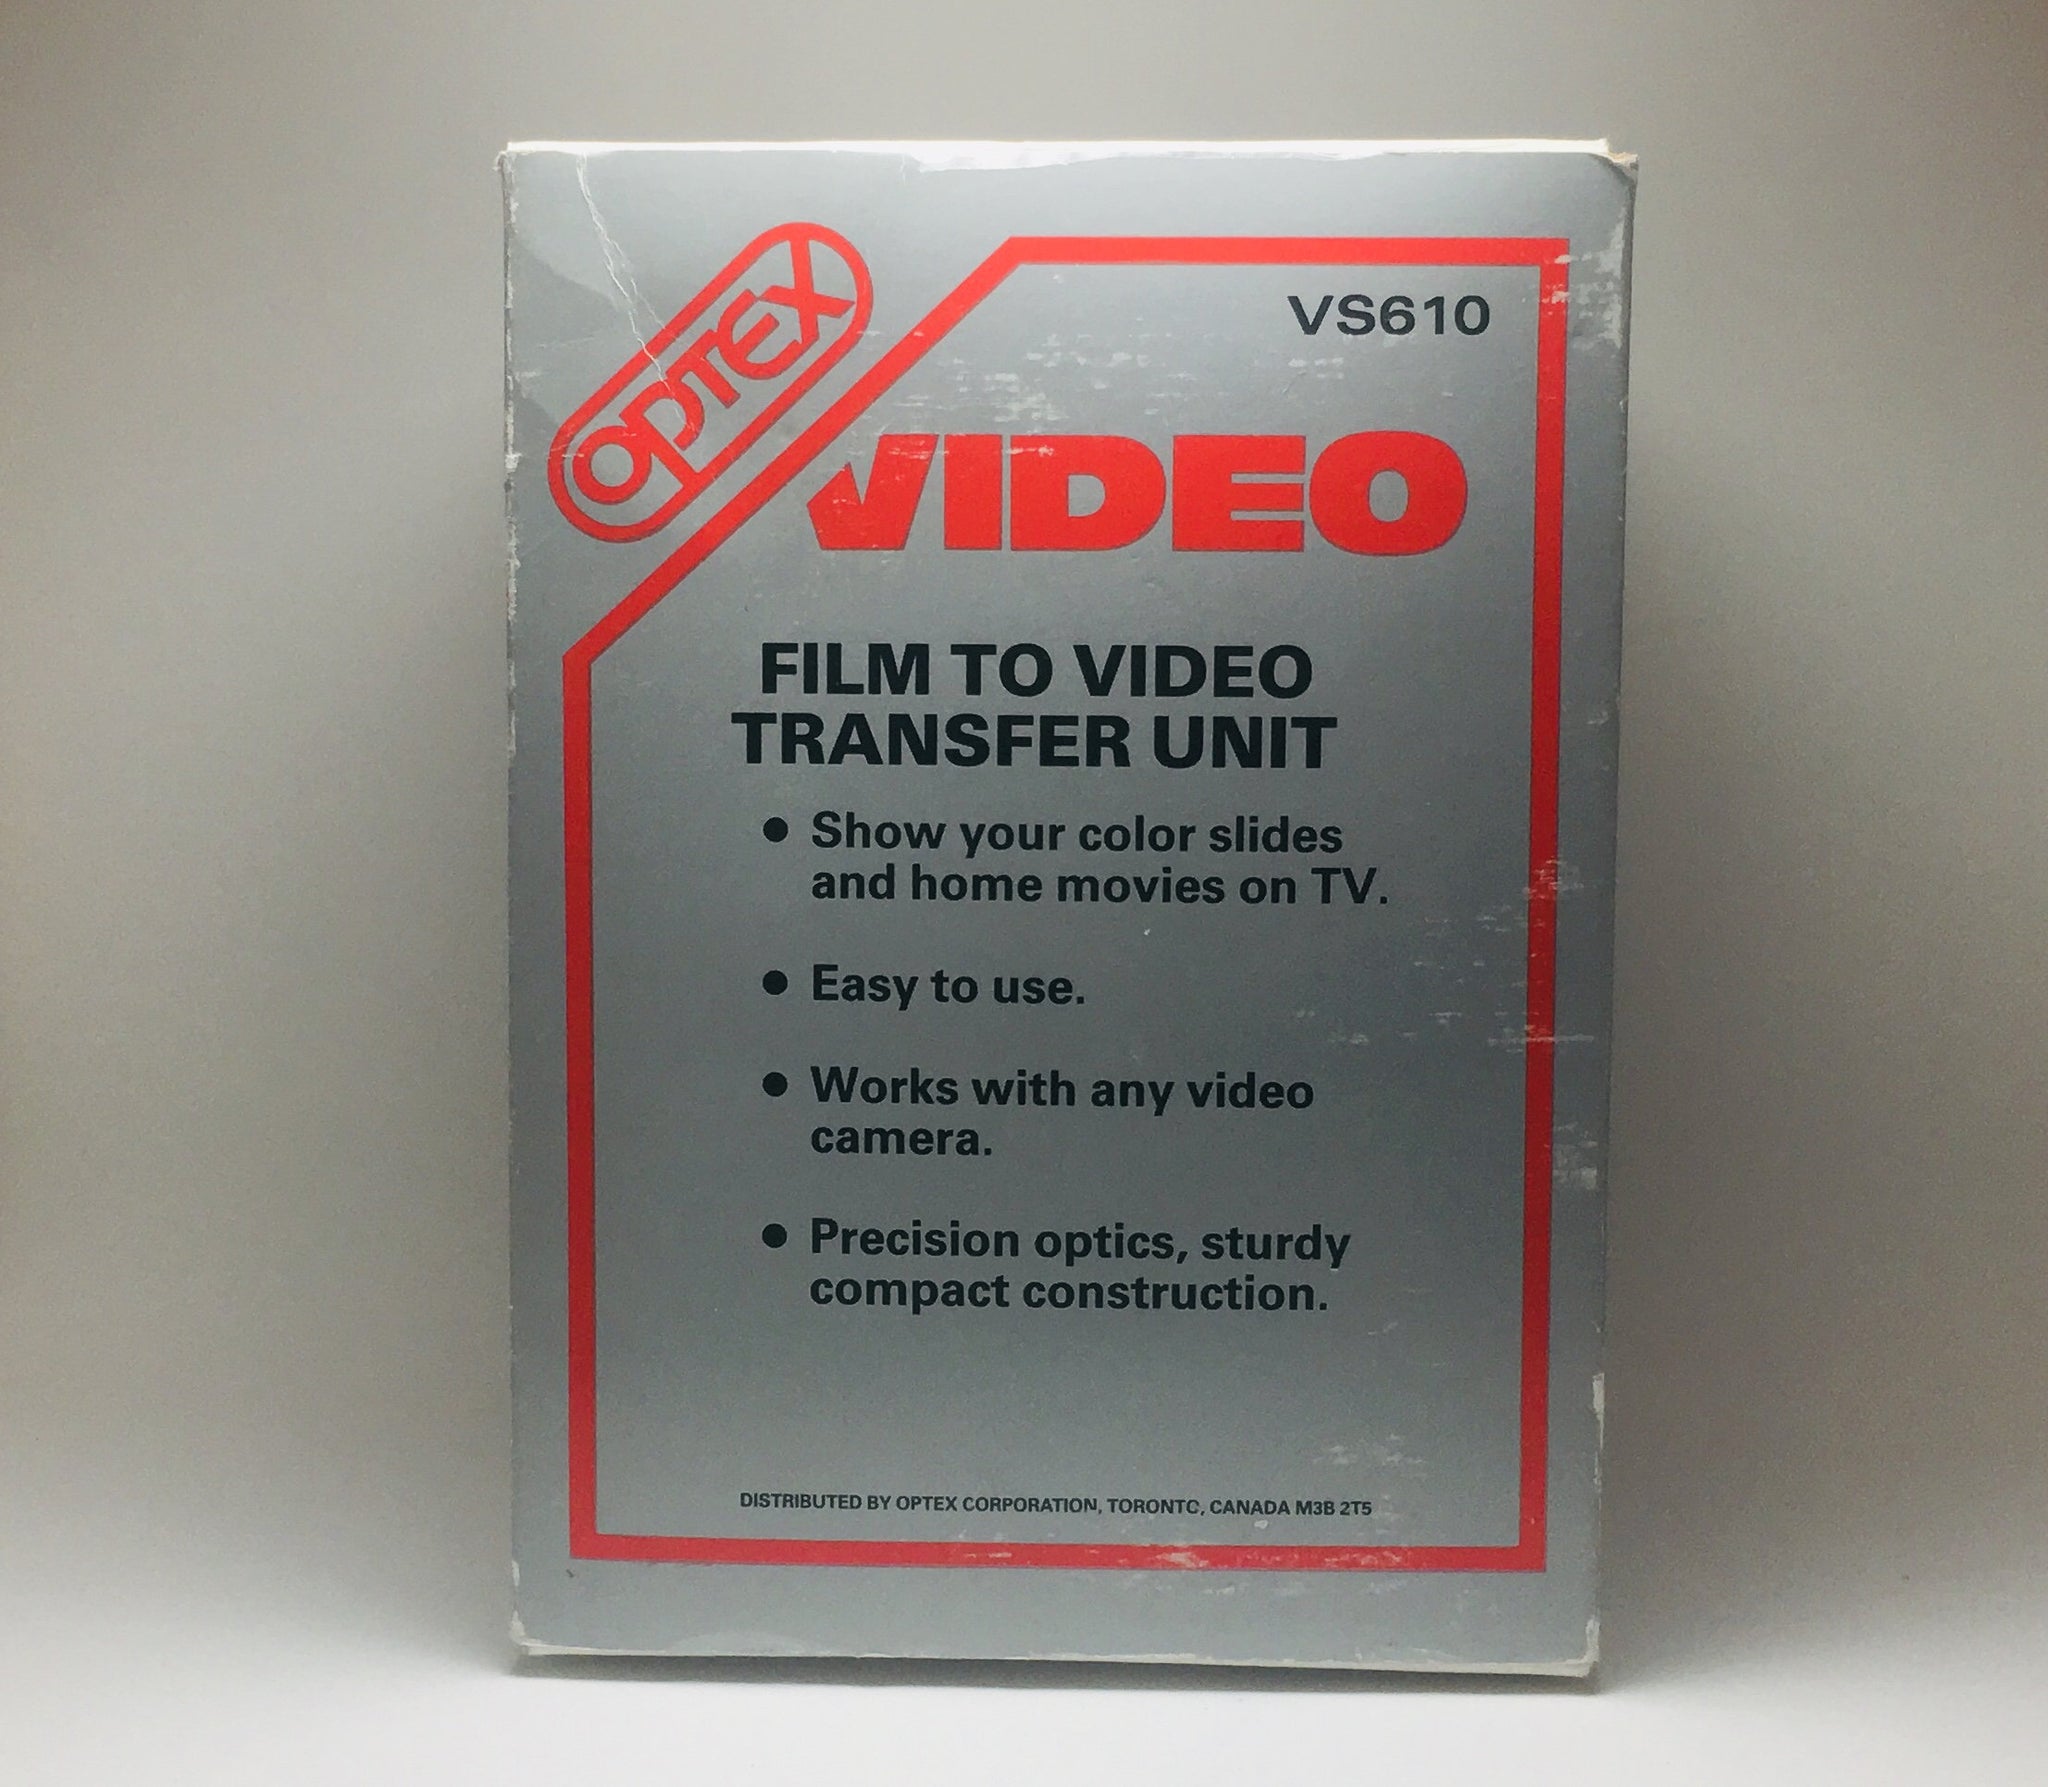 OPTEX
VS610
VIDEO
FILM TO VIDEO
TRANSFER UNIT
● Show your color slides
and home movies on TV.
● Easy to use.
● Works with any video
camera.
● Precision optics, sturdy
compact construction.
DISTRIBUTED BY OPTEX CORPORATION, TORONTO, CANADA M3B 2T5